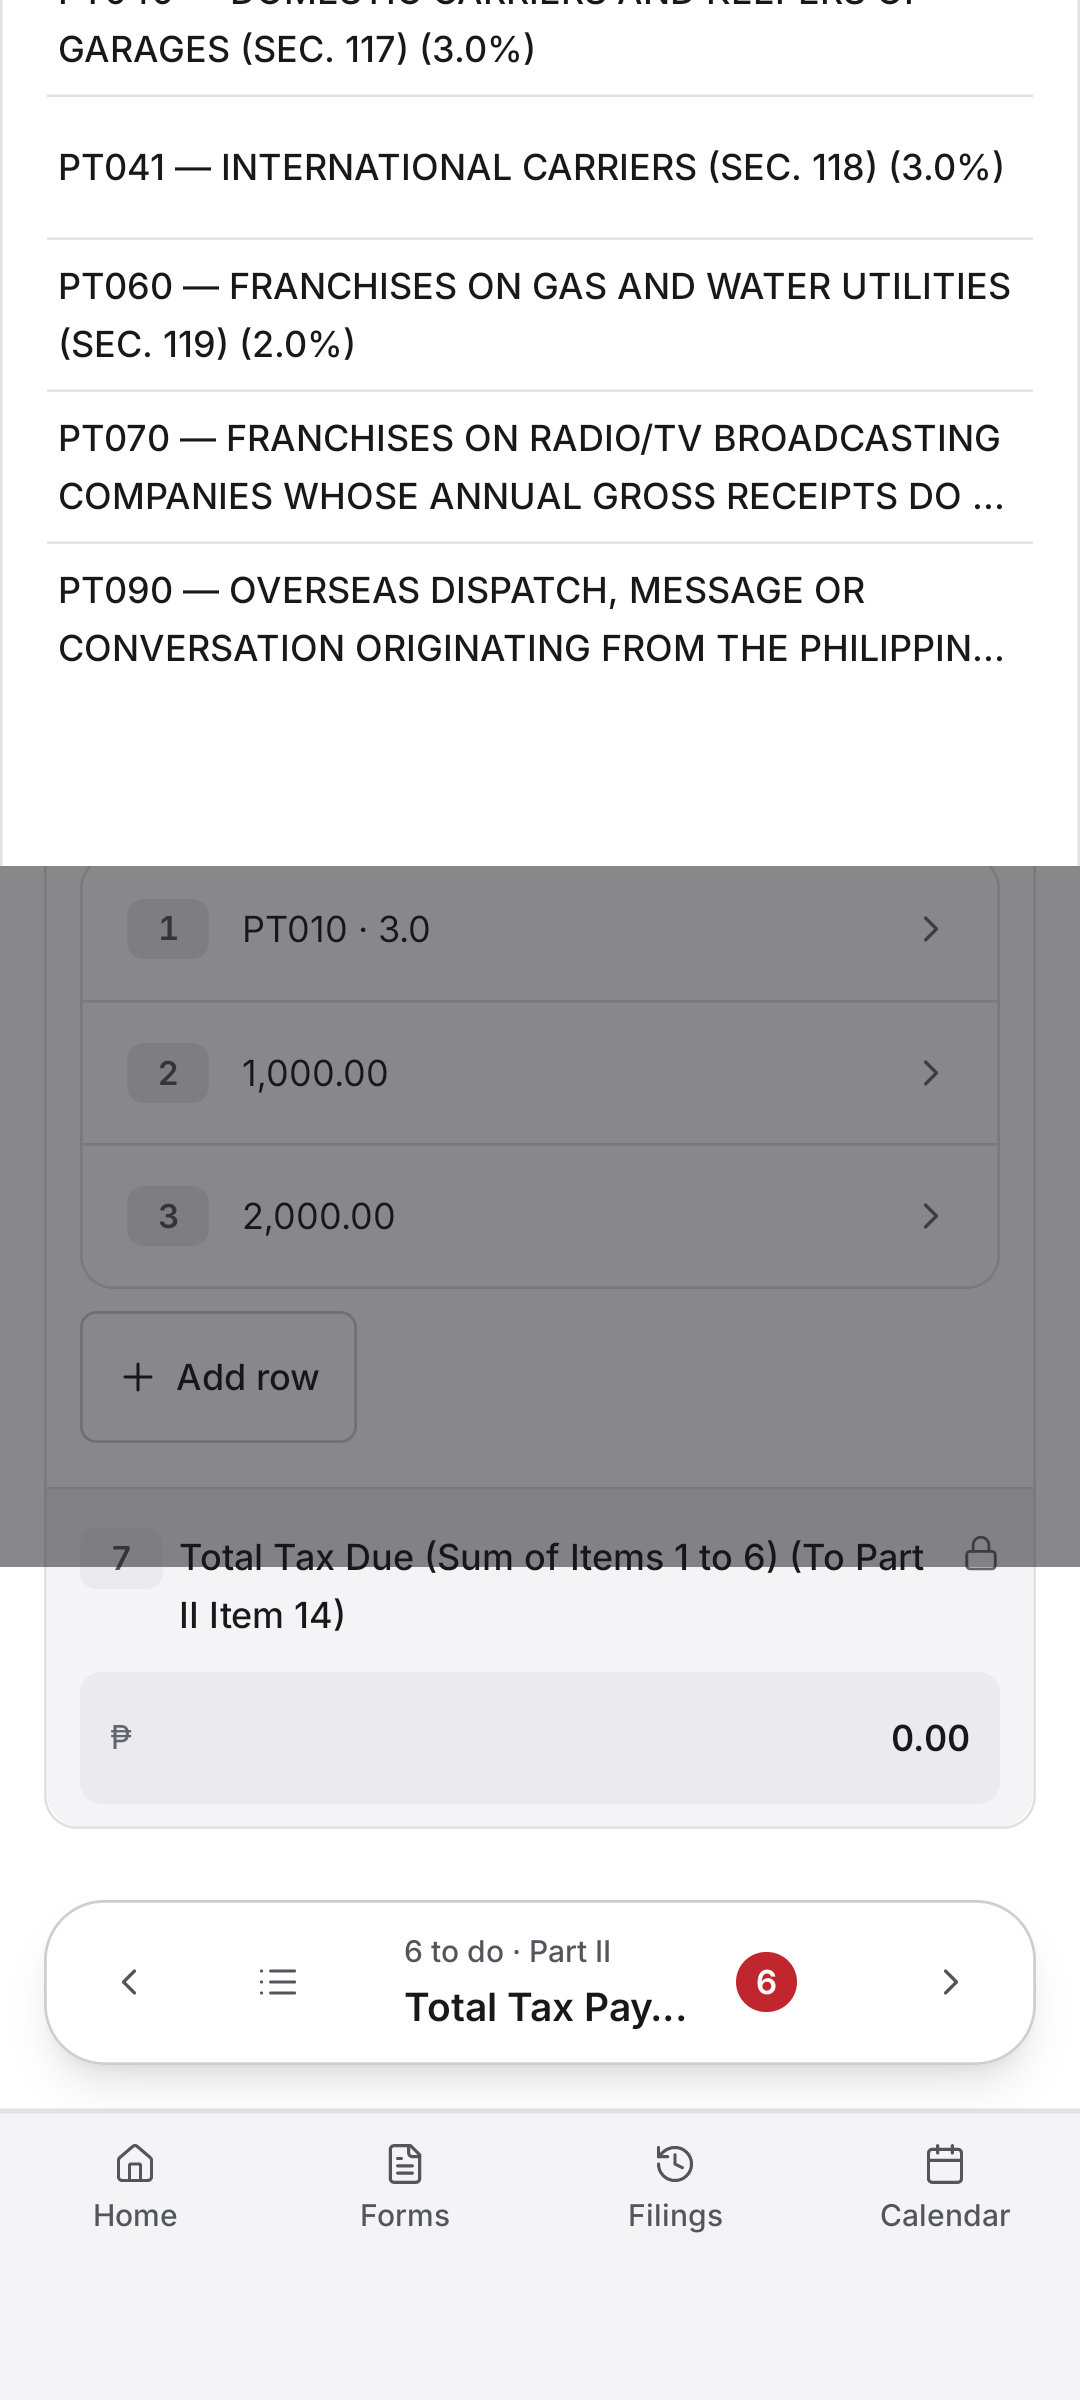 GARAGES (SEC. 117) (3.0%)
PT041 — INTERNATIONAL CARRIERS (SEC. 118) (3.0%)
PT060 — FRANCHISES ON GAS AND WATER UTILITIES
(SEC. 119) (2.0%)
PT070 — FRANCHISES ON RADIO/TV BROADCASTING
COMPANIES WHOSE ANNUAL GROSS RECEIPTS DO ...
PT090 — OVERSEAS DISPATCH, MESSAGE OR
CONVERSATION ORIGINATING FROM THE PHILIPPIN...
1 PT010 · 3.0
2 1,000.00
3 2,000.00
+ Add row
7 Total Tax Due (Sum of Items 1 to 6) (To Part
II Item 14)
₱ 0.00
6 to do · Part II
Total Tax Pay... 6
Home Forms Filings Calendar